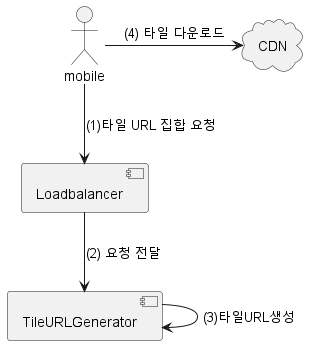 (4) 타일 다운로드
CDN
mobile
(1)타일 URL 집합 요청
Loadbalancer
(2) 요청 전달
TileURLGenerator
(3)타일URL생성